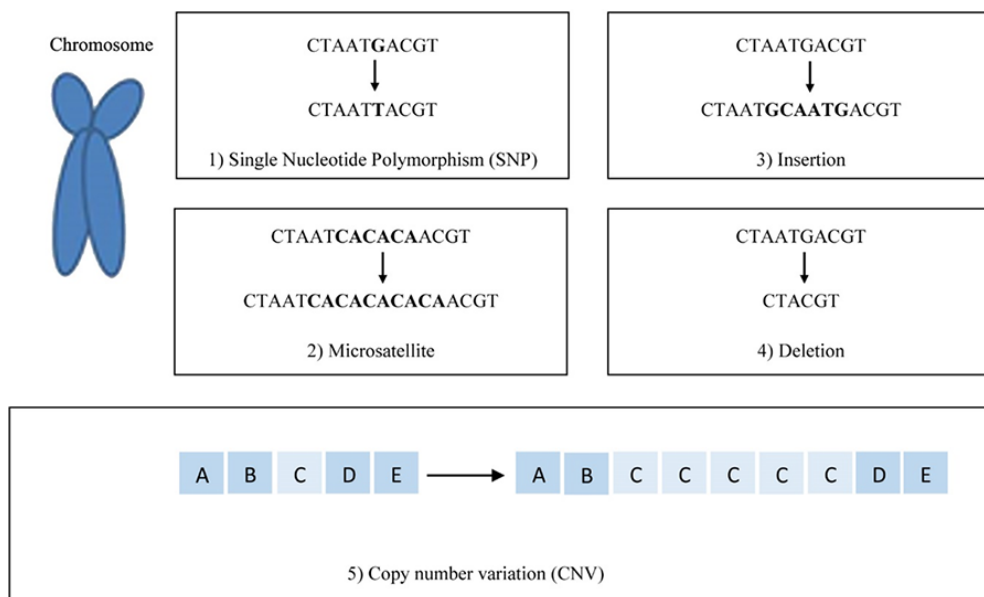 Chromosome
CTAATGACGT
CTAATTACGT
1) Single Nucleotide Polymorphism (SNP)
CTAATGACGT
CTAATGCAATGACGT
3) Insertion
CTAATCACACAACGT
CTAATCACACACACAACGT
2) Microsatellite
CTAATGACGT
CTACGT
4) Deletion
A B C D E A B C C C C C D E
5) Copy number variation (CNV)